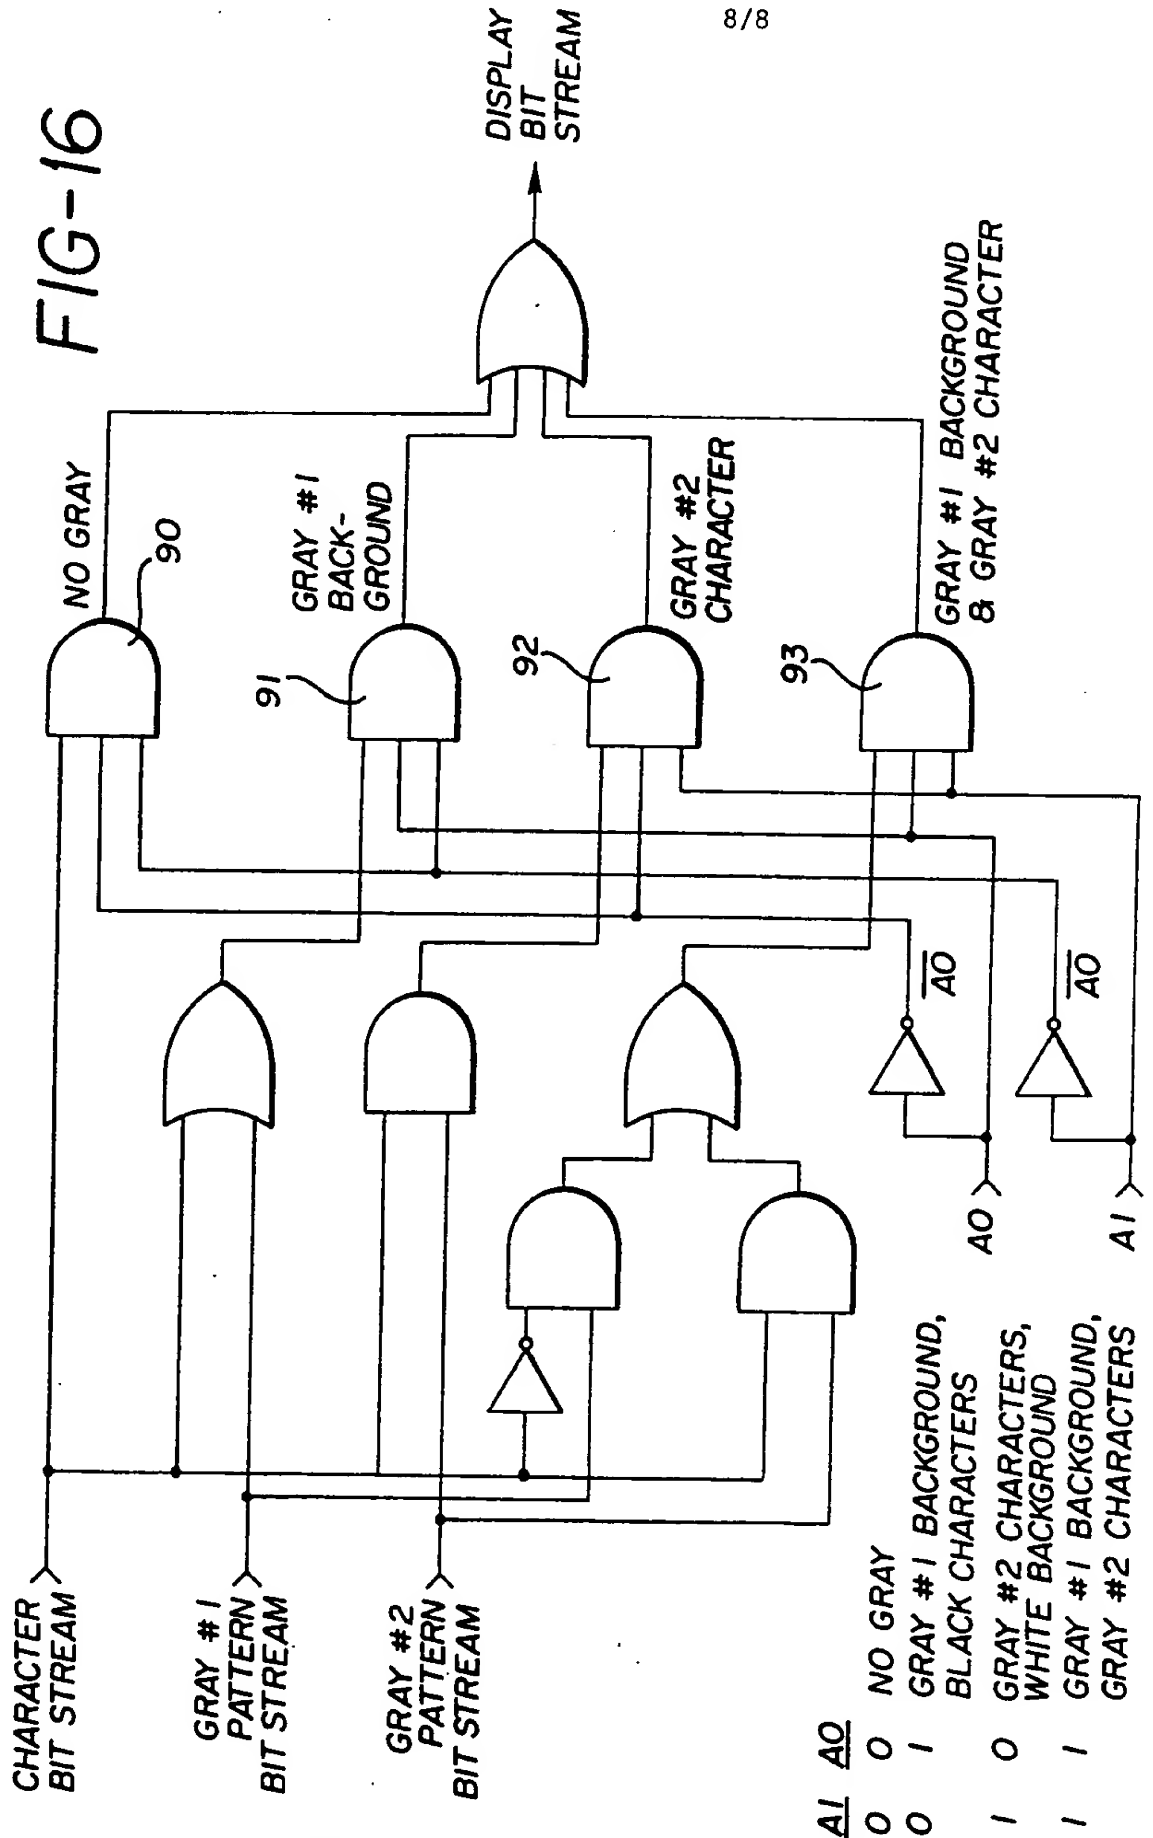 8/8
FIG-16
CHARACTER
BIT STREAM
GRAY #1
PATTERN
BIT STREAM
GRAY #2
PATTERN
BIT STREAM
NO GRAY
90
GRAY #1
BACK-
GROUND
91
92
GRAY #2
CHARACTER
93
GRAY #1 BACKGROUND
& GRAY #2 CHARACTER
DISPLAY
BIT
STREAM
A0
A0
A0
A1
A1 A0
0 0 NO GRAY
0 1 GRAY #1 BACKGROUND,
BLACK CHARACTERS
1 0 GRAY #2 CHARACTERS,
WHITE BACKGROUND
1 1 GRAY #1 BACKGROUND,
GRAY #2 CHARACTERS